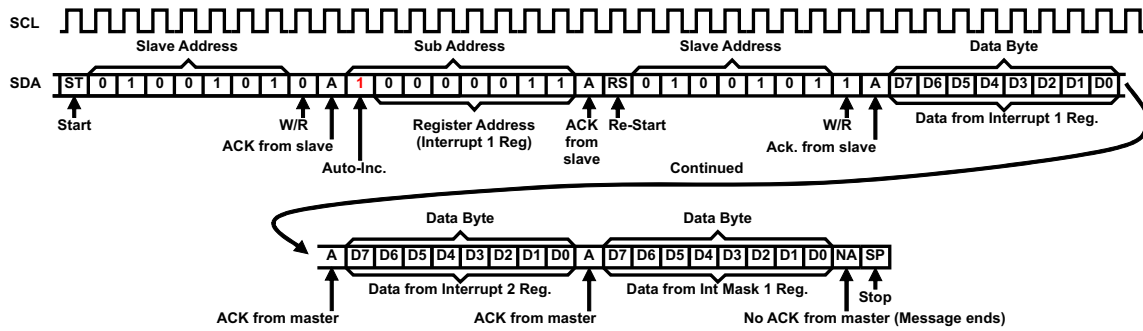 SCL
Slave Address Sub Address Slave Address Data Byte
SDA ST 0 1 0 0 1 0 1 0 A 1 0 0 0 0 0 1 1 A RS 0 1 0 0 1 0 1 1 A D7 D6 D5 D4 D3 D2 D1 D0
Start W/R Register Address ACK Re-Start W/R Data from Interrupt 1 Reg.
ACK from slave (Interrupt 1 Reg) from Ack. from slave
slave
Auto-Inc. Continued
Data Byte Data Byte
A D7 D6 D5 D4 D3 D2 D1 D0 A D7 D6 D5 D4 D3 D2 D1 D0 NA SP
Data from Interrupt 2 Reg. Data from Int Mask 1 Reg.
Stop
ACK from master ACK from master No ACK from master (Message ends)